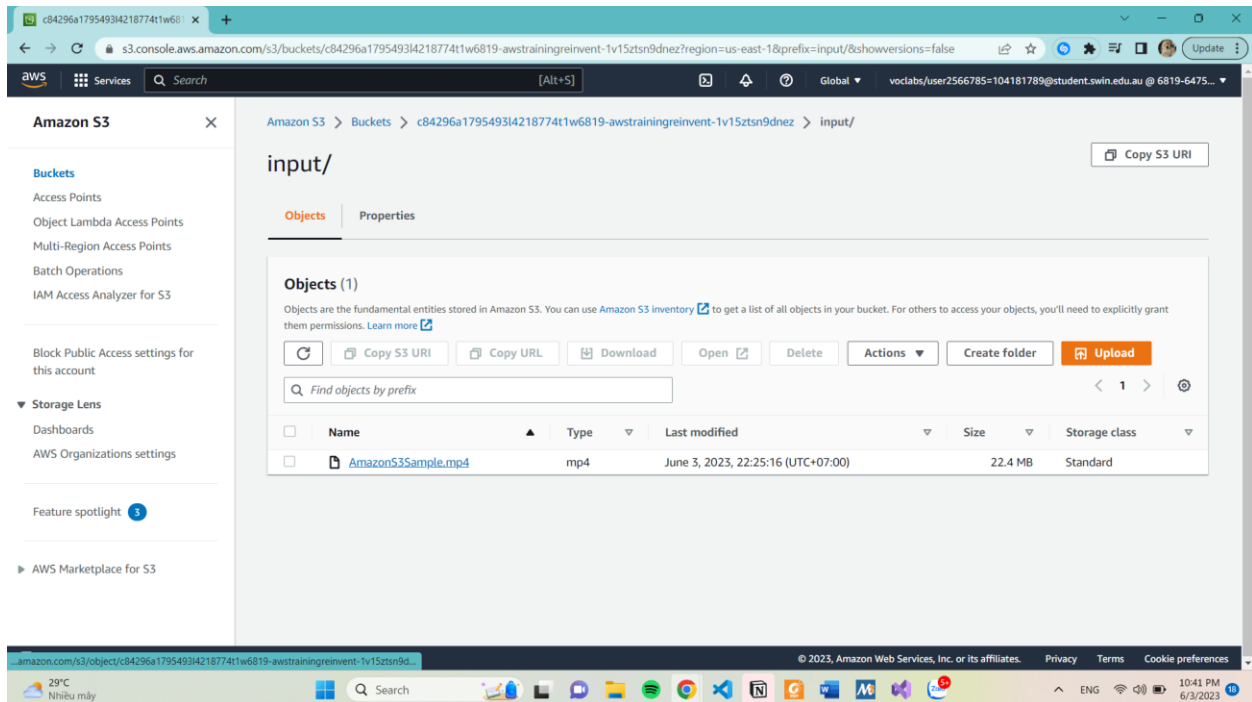 c84296a1795493l4218774t1w681
s3.console.aws.amazon.com/s3/buckets/c84296a1795493l4218774t1w6819-awstrainingreinvent-1v15ztsn9dnez?region=us-east-1&prefix=input/&showversions=false
Update
aws Services Search [Alt+S] Global voclabs/user2566785=104181789@student.swin.edu.au @ 6819-6475...
Amazon S3
Buckets
Access Points
Object Lambda Access Points
Multi-Region Access Points
Batch Operations
IAM Access Analyzer for S3
Block Public Access settings for
this account
Storage Lens
Dashboards
AWS Organizations settings
Feature spotlight 3
AWS Marketplace for S3
Amazon S3 > Buckets > c84296a1795493l4218774t1w6819-awstrainingreinvent-1v15ztsn9dnez > input/
input/
Copy S3 URI
Objects Properties
Objects (1)
Objects are the fundamental entities stored in Amazon S3. You can use Amazon S3 inventory to get a list of all objects in your bucket. For others to access your objects, you'll need to explicitly grant
them permissions. Learn more
Copy S3 URI Copy URL Download Open Delete Actions Create folder Upload
Find objects by prefix
1
Name Type Last modified Size Storage class
AmazonS3Sample.mp4 mp4 June 3, 2023, 22:25:16 (UTC+07:00) 22.4 MB Standard
...amazon.com/s3/object/c84296a1795493l4218774t1w6819-awstrainingreinvent-1v15ztsn9d...
© 2023, Amazon Web Services, Inc. or its affiliates. Privacy Terms Cookie preferences
29°C
Nhiều mây
Search
Zalo
5+
ENG
10:41 PM
6/3/2023
18